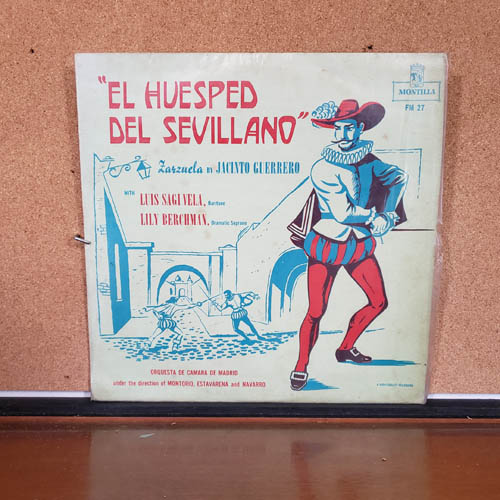 "EL HUESPED
DEL SEVILLANO"
MONTILLA
FM 27
Zarzuela BY JACINTO GUERRERO
WITH LUIS SAGI VELA, Baritone
LILY BERCHMAN, Dramatic Soprano
ORQUESTA DE CAMARA DE MADRID
under the direction of MONTORIO, ESTAVARENA and NAVARRO